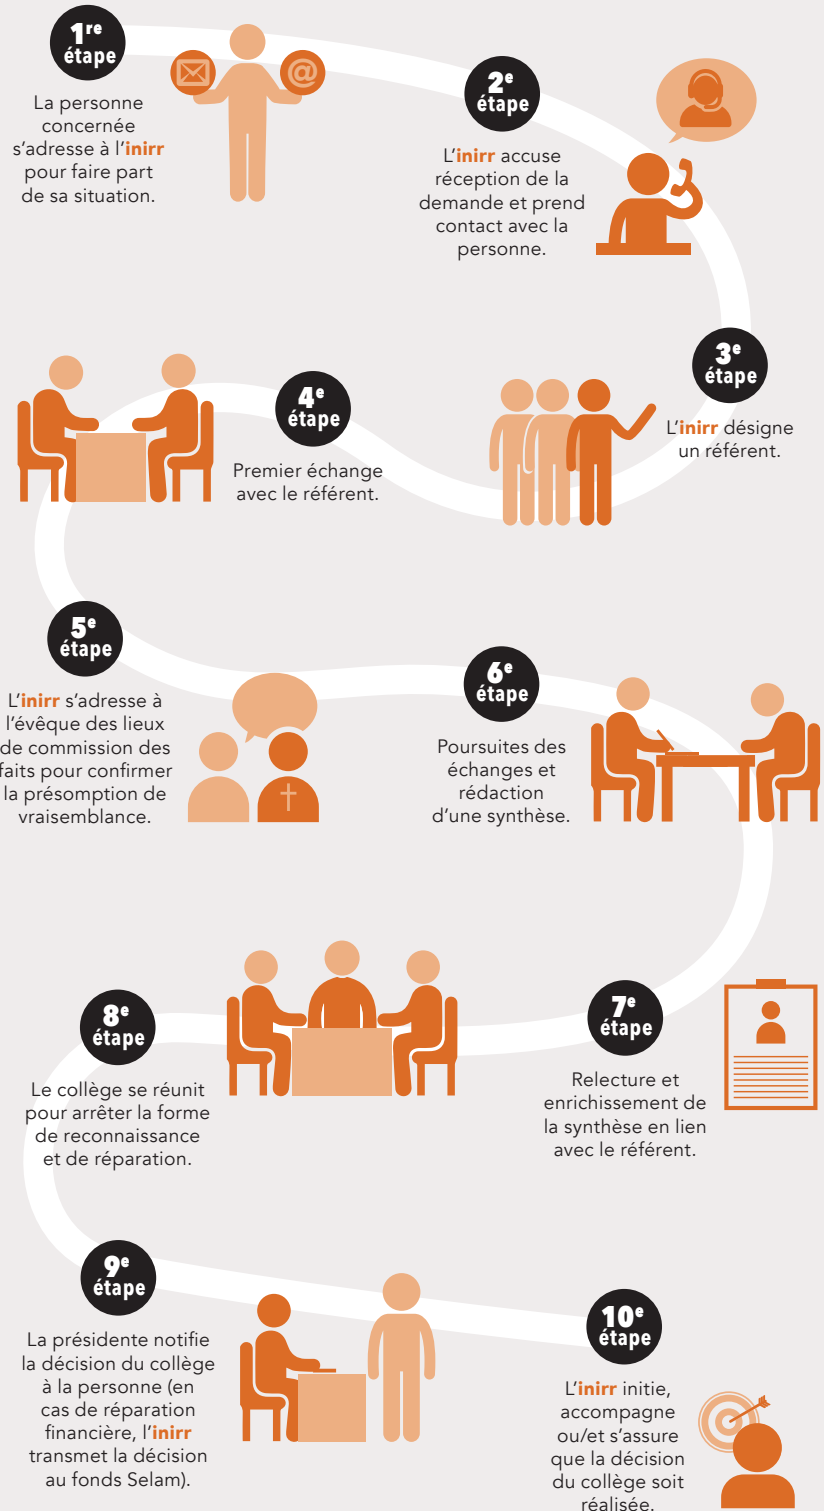 1re
étape
La personne
concernée
s'adresse à l'inirr
pour faire part
de sa situation.
@
2e
étape
L'inirr accuse
réception de la
demande et prend
contact avec la
personne.
3e
étape
L'inirr désigne
un référent.
4e
étape
Premier échange
avec le référent.
5e
étape
L'inirr s'adresse à
l'évêque des lieux
de commission des
faits pour confirmer
la présomption de
vraisemblance.
6e
étape
Poursuites des
échanges et
rédaction
d'une synthèse.
7e
étape
Relecture et
enrichissement de
la synthèse en lien
avec le référent.
8e
étape
Le collège se réunit
pour arrêter la forme
de reconnaissance
et de réparation.
9e
étape
La présidente notifie
la décision du collège
à la personne (en
cas de réparation
financière, l'inirr
transmet la décision
au fonds Selam).
10e
étape
L'inirr initie,
accompagne
ou/et s'assure
que la décision
du collège soit
réalisée.